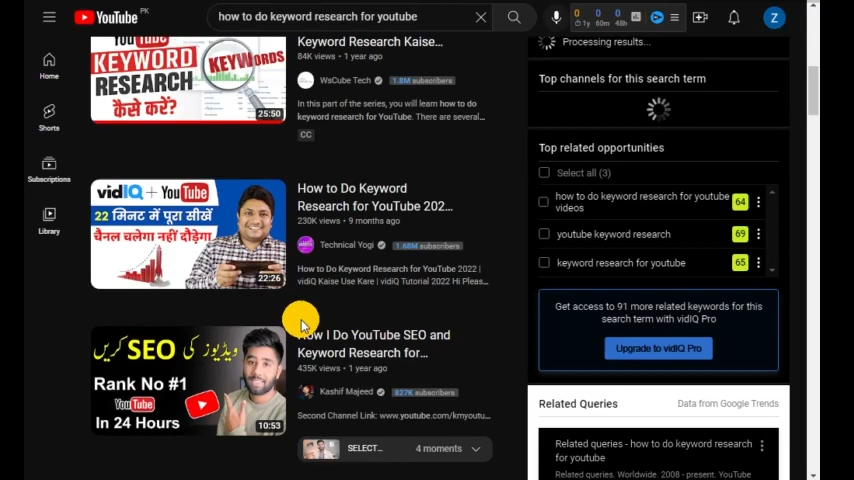 YouTube PK
how to do keyword research for youtube
0 0 0
1y 60m 48h
Z
Home
Shorts
Subscriptions
Library
YouTube
KEYWORD
RESEARCH
कैसे करें?
KEYWORDS
25:50
Keyword Research Kaise...
84K views • 1 year ago
WsCube Tech 1.8M subscribers
In this part of the series, you will learn how to do
keyword research for YouTube. There are several...
CC
vidIQ + YouTube
22 मिनट में पूरा सीखें
चैनल चलेगा नहीं दौड़ेगा
22:26
How to Do Keyword
Research for YouTube 202...
230K views • 9 months ago
Technical Yogi 1.68M subscribers
How to Do Keyword Research for YouTube 2022 |
vidIQ Kaise Use Kare | vidIQ Tutorial 2022 Hi Pleas...
ویڈیوز کی SEO کریں
Rank No #1
YouTube
In 24 Hours
10:53
How I Do YouTube SEO and
Keyword Research for...
435K views • 1 year ago
Kashif Majeed 827K subscribers
Second Channel Link: www.youtube.com/kmyoutu...
SELECT... 4 moments
Processing results...
Top channels for this search term
Top related opportunities
Select all (3)
how to do keyword research for youtube
videos 64
youtube keyword research 69
keyword research for youtube 65
Get access to 91 more related keywords for this
search term with vidIQ Pro
Upgrade to vidIQ Pro
Related Queries Data from Google Trends
Related queries - how to do keyword research
for youtube
Related queries. Worldwide. 2008 - present. YouTube